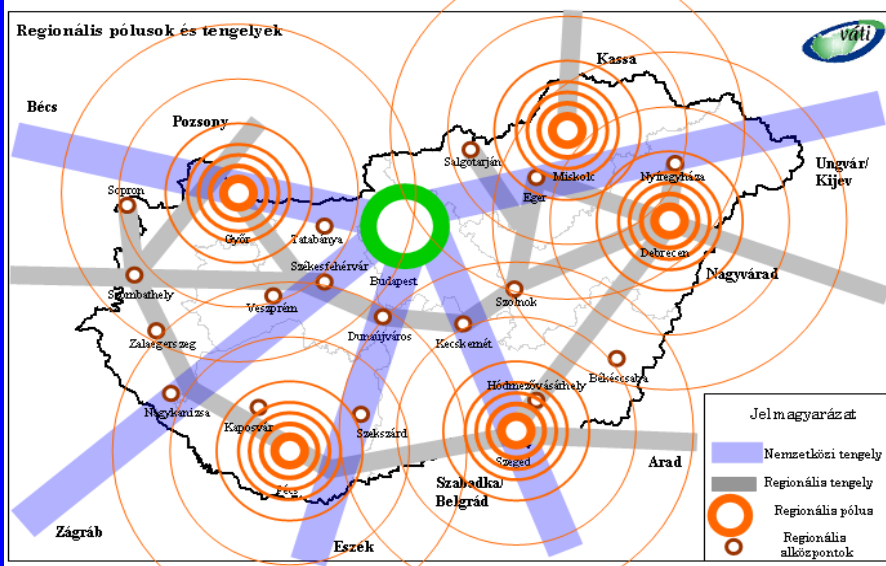 Regionális pólusok és tengelyek
váti
Kassa
Bécs
Pozsony
Salgótarján
Ungvár/
Kijev
Miskolc
Nyíregyháza
Eger
Sopron
Győr
Tatabánya
Debrecen
Székesfehérvár
Budapest
Nagyvárad
Szombathely
Veszprém
Szolnok
Zalaegerszeg
Dunaújváros
Kecskemét
Békéscsaba
Hódmezővásárhely
Nagykanizsa
Kaposvár
Szekszárd
Szeged
Arad
Pécs
Szabadka/
Belgrád
Zágráb
Eszék
Jelmagyarázat
Nemzetközi tengely
Regionális tengely
Regionális pólus
Regionális
alközpontok